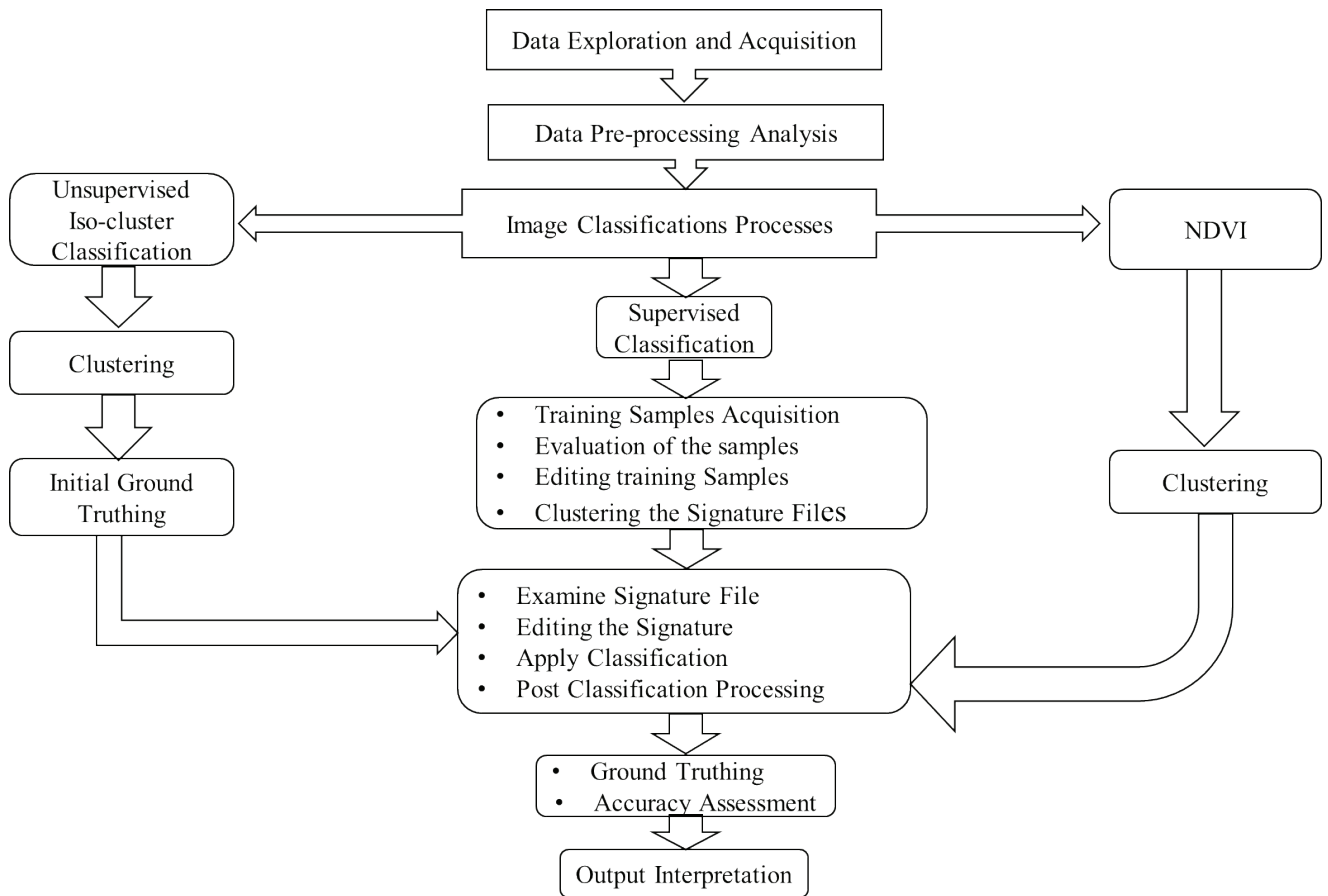 Data Exploration and Acquisition
Data Pre-processing Analysis
Unsupervised
Iso-cluster
Classification
Image Classifications Processes
NDVI
Supervised
Classification
Clustering
• Training Samples Acquisition
• Evaluation of the samples
• Editing training Samples
• Clustering the Signature Files
Initial Ground
Truthing
Clustering
• Examine Signature File
• Editing the Signature
• Apply Classification
• Post Classification Processing
• Ground Truthing
• Accuracy Assessment
Output Interpretation